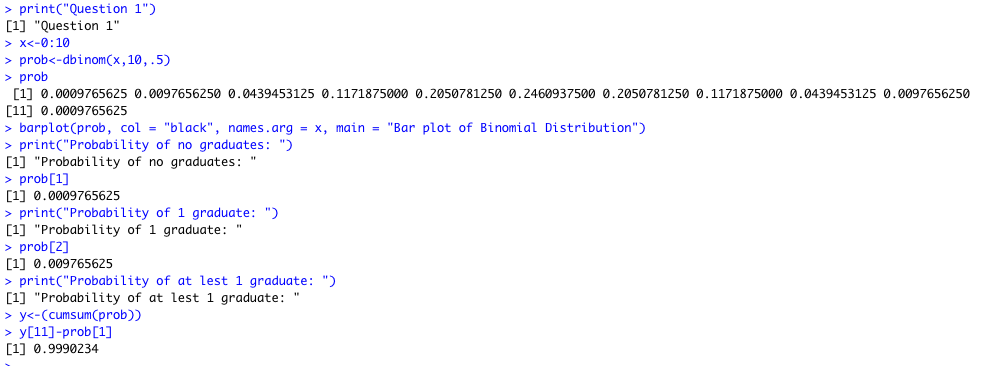 > print("Question 1")
[1] "Question 1"
> x<-0:10
> prob<-dbinom(x,10,.5)
> prob
 [1] 0.0009765625 0.0097656250 0.0439453125 0.1171875000 0.2050781250 0.2460937500 0.2050781250 0.1171875000 0.0439453125 0.0097656250
[11] 0.0009765625
> barplot(prob, col = "black", names.arg = x, main = "Bar plot of Binomial Distribution")
> print("Probability of no graduates: ")
[1] "Probability of no graduates: "
> prob[1]
[1] 0.0009765625
> print("Probability of 1 graduate: ")
[1] "Probability of 1 graduate: "
> prob[2]
[1] 0.009765625
> print("Probability of at lest 1 graduate: ")
[1] "Probability of at lest 1 graduate: "
> y<-(cumsum(prob))
> y[11]-prob[1]
[1] 0.9990234
>